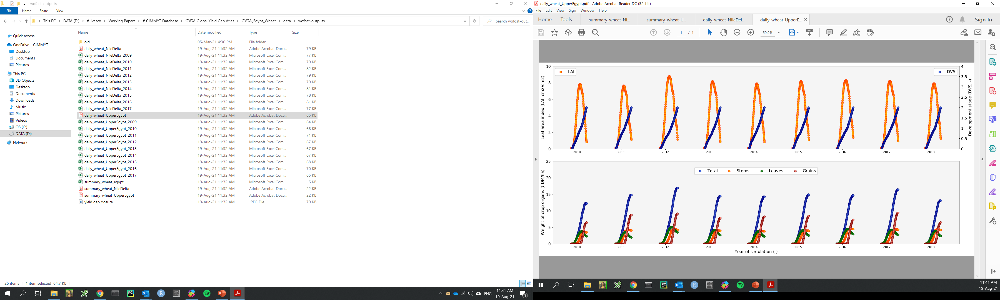 wofost-outputs
File Home Share View
This PC > DATA (D:) > # Jvasco > Working Papers > # CIMMYT Database > GYGA Global Yield Gap Atlas > GYGA_Egypt_Wheat > data > wofost-outputs
Search wofost-out...
Name Date modified Type Size
Quick access
OneDrive - CIMMYT
Desktop
Documents
Pictures
This PC
3D Objects
Desktop
Documents
Downloads
Music
Pictures
Videos
OS (C:)
DATA (D:)
Network
old 05-Mar-21 4:36 PM File folder
daily_wheat_NileDelta 19-Aug-21 11:32 AM Adobe Acrobat Docu... 79 KB
daily_wheat_NileDelta_2009 19-Aug-21 11:32 AM Microsoft Excel Com... 77 KB
daily_wheat_NileDelta_2010 19-Aug-21 11:32 AM Microsoft Excel Com... 79 KB
daily_wheat_NileDelta_2011 19-Aug-21 11:32 AM Microsoft Excel Com... 82 KB
daily_wheat_NileDelta_2012 19-Aug-21 11:32 AM Microsoft Excel Com... 79 KB
daily_wheat_NileDelta_2013 19-Aug-21 11:32 AM Microsoft Excel Com... 79 KB
daily_wheat_NileDelta_2014 19-Aug-21 11:32 AM Microsoft Excel Com... 81 KB
daily_wheat_NileDelta_2015 19-Aug-21 11:32 AM Microsoft Excel Com... 78 KB
daily_wheat_NileDelta_2016 19-Aug-21 11:32 AM Microsoft Excel Com... 81 KB
daily_wheat_NileDelta_2017 19-Aug-21 11:32 AM Microsoft Excel Com... 77 KB
daily_wheat_UpperEgypt 19-Aug-21 11:32 AM Adobe Acrobat Docu... 65 KB
daily_wheat_UpperEgypt_2009 19-Aug-21 11:32 AM Microsoft Excel Com... 64 KB
daily_wheat_UpperEgypt_2010 19-Aug-21 11:32 AM Microsoft Excel Com... 66 KB
daily_wheat_UpperEgypt_2011 19-Aug-21 11:32 AM Microsoft Excel Com... 71 KB
daily_wheat_UpperEgypt_2012 19-Aug-21 11:32 AM Microsoft Excel Com... 67 KB
daily_wheat_UpperEgypt_2013 19-Aug-21 11:32 AM Microsoft Excel Com... 67 KB
daily_wheat_UpperEgypt_2014 19-Aug-21 11:32 AM Microsoft Excel Com... 67 KB
daily_wheat_UpperEgypt_2015 19-Aug-21 11:32 AM Microsoft Excel Com... 68 KB
daily_wheat_UpperEgypt_2016 19-Aug-21 11:32 AM Microsoft Excel Com... 70 KB
daily_wheat_UpperEgypt_2017 19-Aug-21 11:32 AM Microsoft Excel Com... 65 KB
summary_wheat_egypt 19-Aug-21 11:32 AM Microsoft Excel Com... 5 KB
summary_wheat_NileDelta 19-Aug-21 11:32 AM Adobe Acrobat Docu... 22 KB
summary_wheat_UpperEgypt 19-Aug-21 11:32 AM Adobe Acrobat Docu... 22 KB
yield gap closure 19-Aug-21 11:32 AM JPEG File 79 KB
25 items 1 item selected 64.7 KB
ENG 11:41 AM
19-Aug-21
daily_wheat_UpperEgypt.pdf - Adobe Acrobat Reader DC (32-bit)
File Edit View Sign Window Help
Home Tools summary_wheat_Ni... summary_wheat_U... daily_wheat_NileDel... daily_wheat_UpperE... Sign In
1 / 1 59.9%
Leaf area index (LAI, cm2/cm2)
10
8
6
4
2
0
LAI
DVS
4
3.5
3
2.5
2
1.5
1
0.5
0
Development stage (DVS, -)
2010 2011 2012 2013 2014 2015 2016 2017 2018
Weight of crop organs (t DM/ha)
25
20
15
10
5
0
Total Stems Leaves Grains
2010 2011 2012 2013 2014 2015 2016 2017 2018
Year of simulation (-)
11:41 AM
19-Aug-21